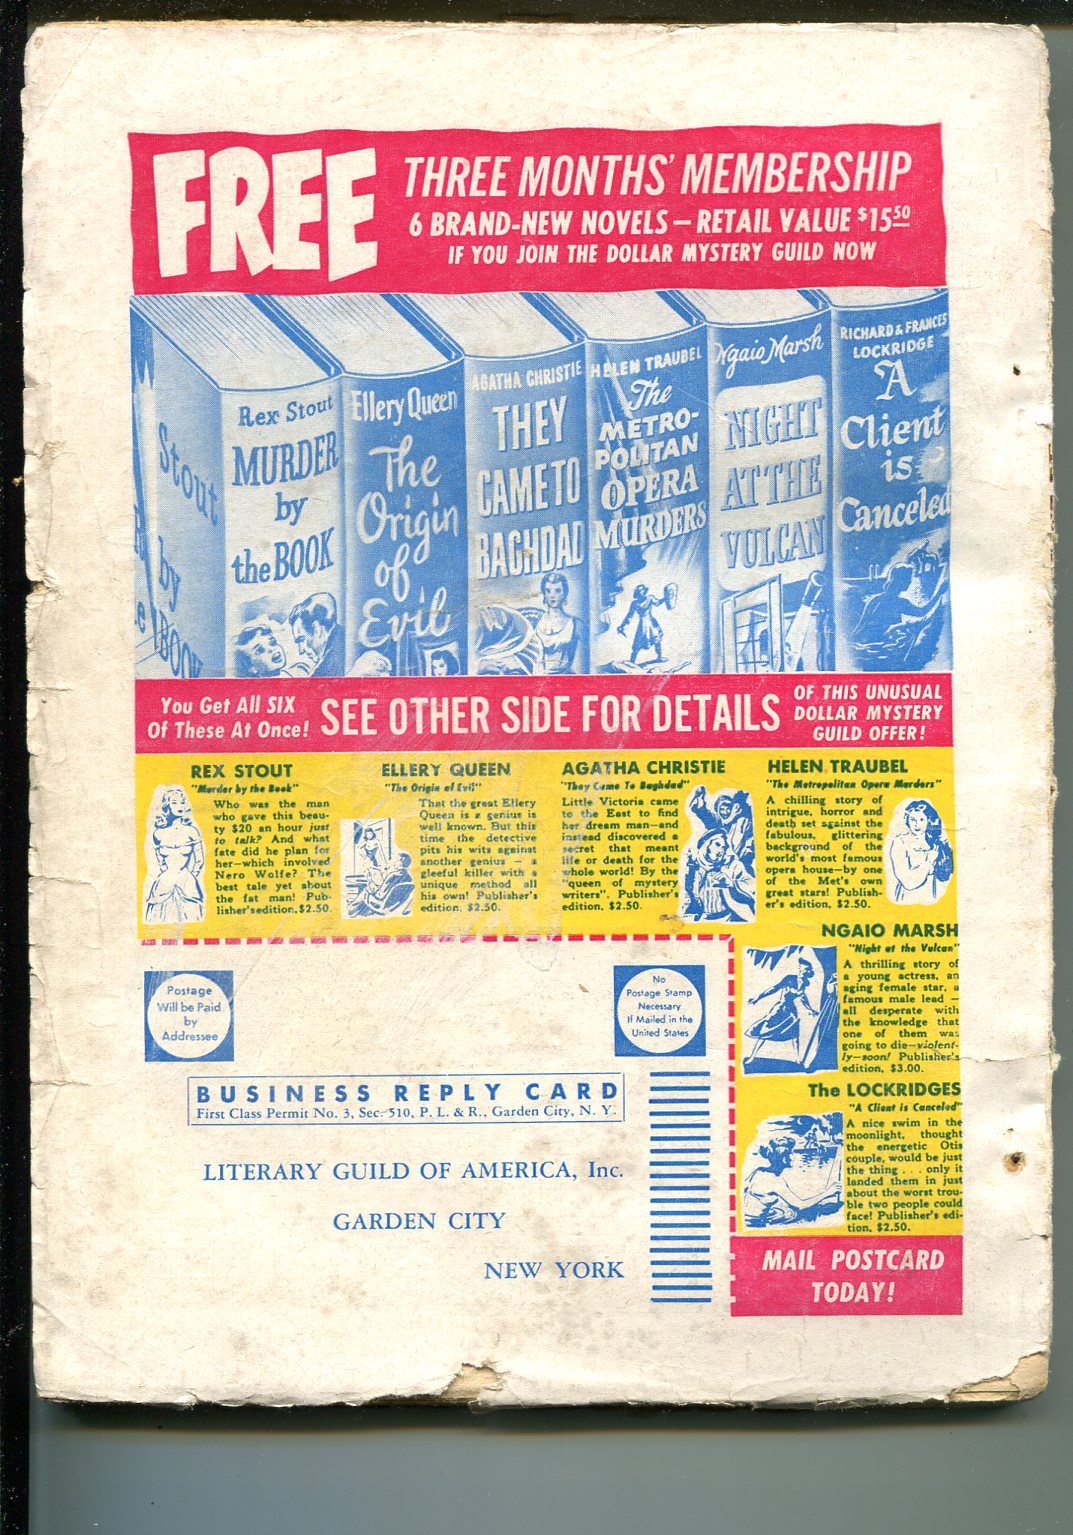 FREE
THREE MONTHS' MEMBERSHIP
6 BRAND-NEW NOVELS – RETAIL VALUE $15.50
IF YOU JOIN THE DOLLAR MYSTERY GUILD NOW
Stout
by
BOOK
Rex Stout
MURDER
by
the BOOK
Ellery Queen
The
Origin
of
Evil
AGATHA CHRISTIE
THEY
CAME TO
BAGHDAD
HELEN TRAUBEL
The
METRO-
POLITAN
OPERA
MURDERS
Ngaio Marsh
NIGHT
AT THE
VULCAN
RICHARD & FRANCES
LOCKRIDGE
A
Client
is
Canceled
You Get All SIX
Of These At Once!
SEE OTHER SIDE FOR DETAILS
OF THIS UNUSUAL
DOLLAR MYSTERY
GUILD OFFER!
REX STOUT
"Murder by the Book"
Who was the man
who gave this beau-
ty $20 an hour just
to talk? And what
fate did he plan for
her—which involved
Nero Wolfe? The
best tale yet about
the fat man! Pub-
lisher's edition, $2.50.
ELLERY QUEEN
"The Origin of Evil"
That the great Ellery
Queen is a genius is
well known. But this
time the detective
pits his wits against
another genius – a
gleeful killer with a
unique method all
his own! Publisher's
edition, $2.50.
AGATHA CHRISTIE
"They Came To Baghdad"
Little Victoria came
to the East to find
her dream man—and
instead discovered a
secret that meant
life or death for the
whole world! By the
"queen of mystery
writers". Publisher's
edition, $2.50.
HELEN TRAUBEL
"The Metropolitan Opera Murders"
A chilling story of
intrigue, horror and
death set against the
fabulous, glittering
background of the
world's most famous
opera house—by one
of the Met's own
great stars! Publish-
er's edition, $2.50.
NGAIO MARSH
"Night at the Vulcan"
A thrilling story of
a young actress, an
aging female star, a
famous male lead —
all desperate with
the knowledge that
one of them was
going to die—violent-
ly—soon! Publisher's
edition, $3.00.
The LOCKRIDGES
"A Client is Canceled"
A nice swim in the
moonlight, thought
the energetic Otis
couple, would be just
the thing . . . only it
landed them in just
about the worst trou-
ble two people could
face! Publisher's edi-
tion, $2.50.
MAIL POSTCARD
TODAY!
Postage
Will be Paid
by
Addressee
No
Postage Stamp
Necessary
If Mailed in the
United States
BUSINESS REPLY CARD
First Class Permit No. 3, Sec. 510, P. L. & R., Garden City, N. Y.
LITERARY GUILD OF AMERICA, Inc.
GARDEN CITY
NEW YORK